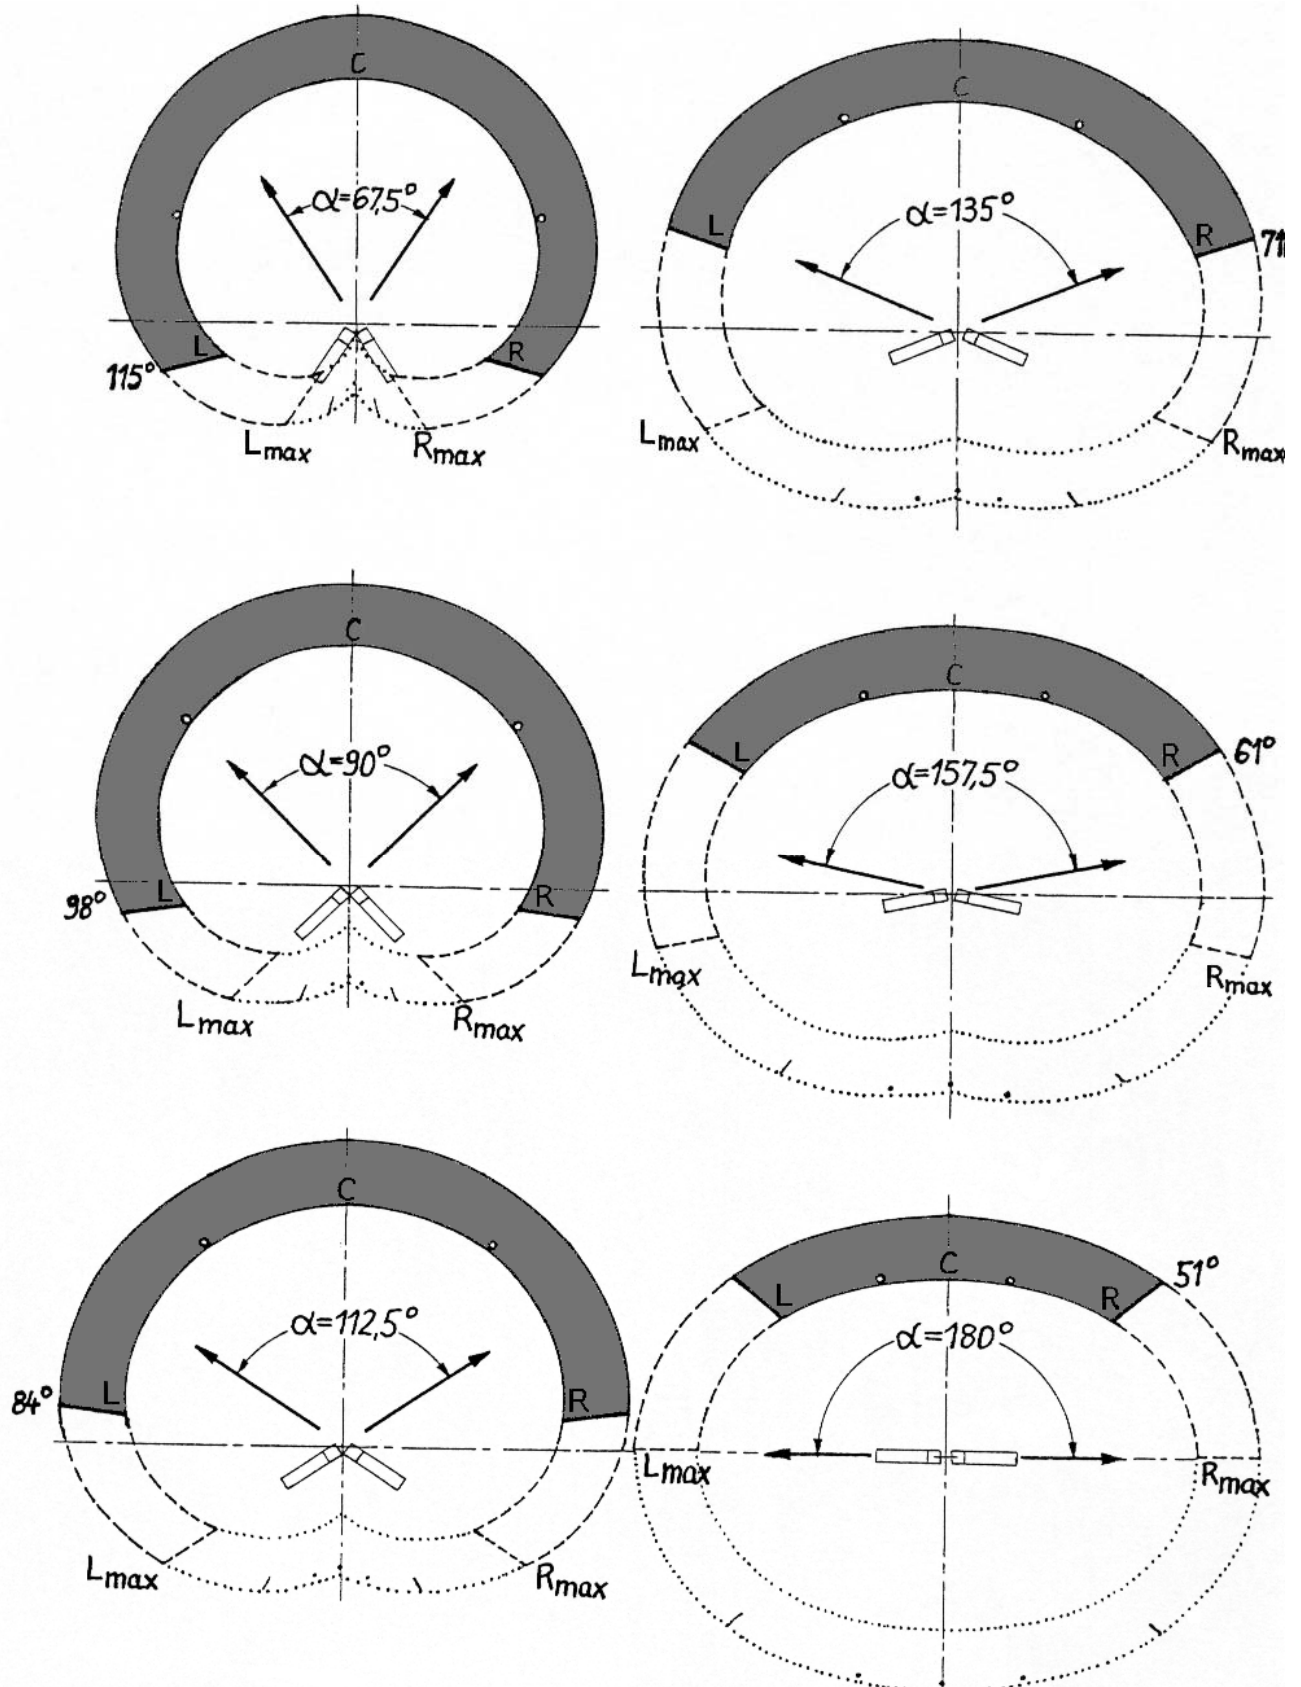 C
α=67,5°
L
R
115°
Lmax
Rmax
C
α=135°
L
R
71
Lmax
Rmax
C
α=90°
L
R
98°
Lmax
Rmax
C
L
R
61°
α=157,5°
Lmax
Rmax
C
α=112,5°
L
R
84°
Lmax
Rmax
C
L
R
51°
α=180°
Lmax
Rmax